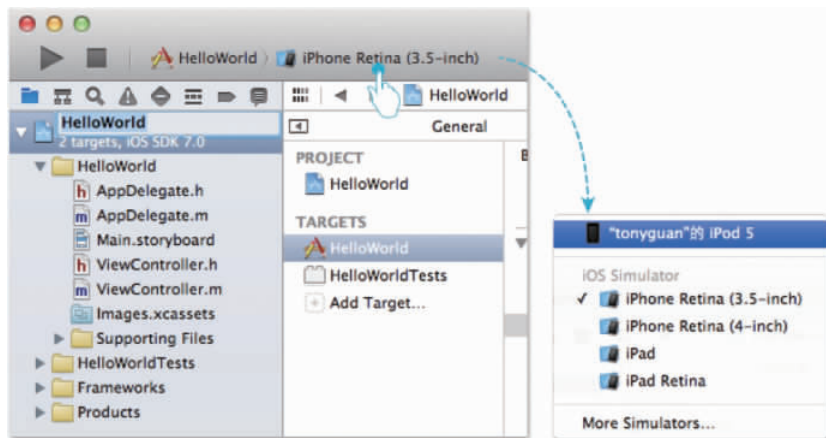 HelloWorld
iPhone Retina (3.5-inch)
HelloWorld
HelloWorld
2 targets, iOS SDK 7.0
HelloWorld
h AppDelegate.h
m AppDelegate.m
Main.storyboard
h ViewController.h
m ViewController.m
Images.xcassets
Supporting Files
HelloWorldTests
Frameworks
Products
General
PROJECT
HelloWorld
TARGETS
HelloWorld
HelloWorldTests
Add Target...
"tonyguan"的 iPod 5
iOS Simulator
iPhone Retina (3.5-inch)
iPhone Retina (4-inch)
iPad
iPad Retina
More Simulators...